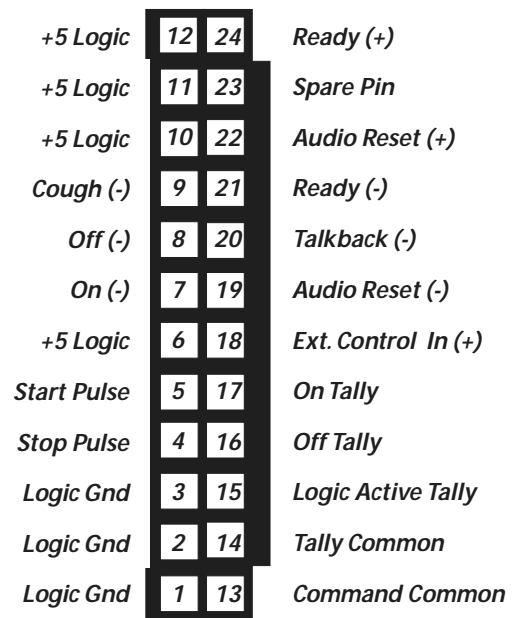 +5 Logic 12 24 Ready (+)
+5 Logic 11 23 Spare Pin
+5 Logic 10 22 Audio Reset (+)
Cough (-) 9 21 Ready (-)
Off (-) 8 20 Talkback (-)
On (-) 7 19 Audio Reset (-)
+5 Logic 6 18 Ext. Control In (+)
Start Pulse 5 17 On Tally
Stop Pulse 4 16 Off Tally
Logic Gnd 3 15 Logic Active Tally
Logic Gnd 2 14 Tally Common
Logic Gnd 1 13 Command Common